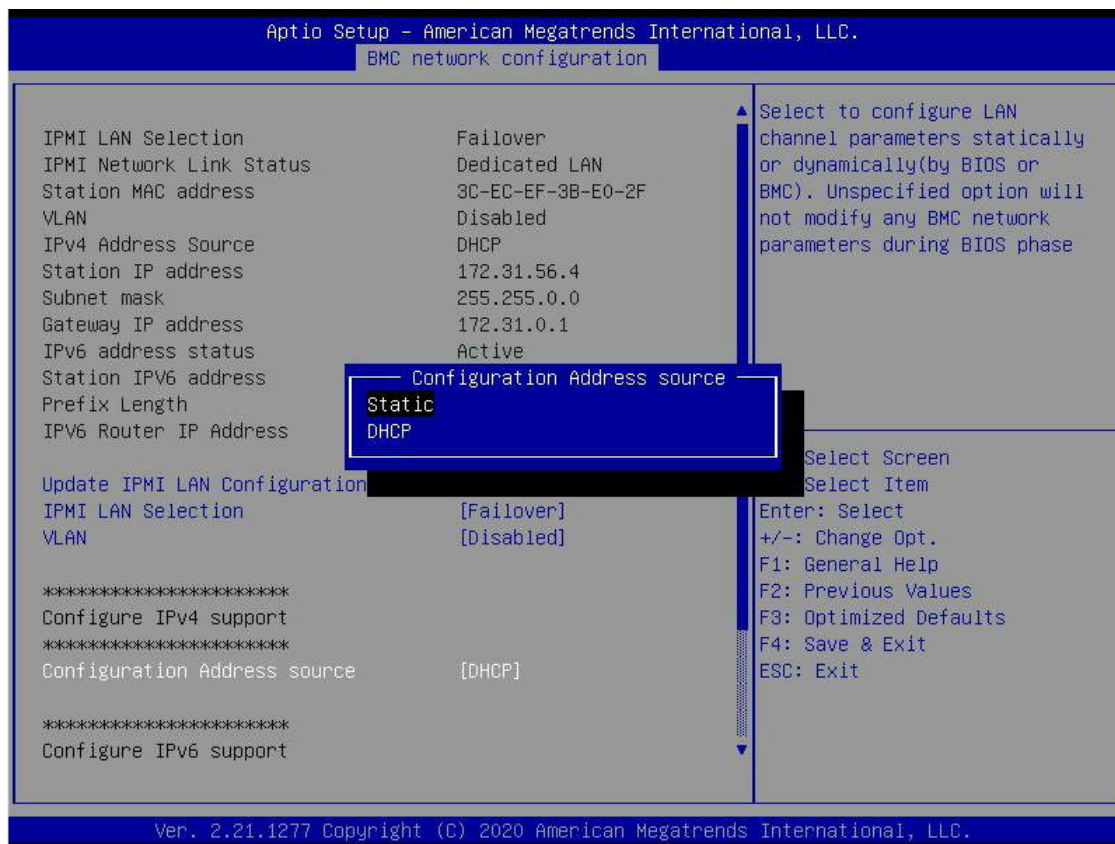 Aptio Setup – American Megatrends International, LLC.
BMC network configuration
IPMI LAN Selection Failover
IPMI Network Link Status Dedicated LAN
Station MAC address 3C-EC-EF-3B-E0-2F
VLAN Disabled
IPv4 Address Source DHCP
Station IP address 172.31.56.4
Subnet mask 255.255.0.0
Gateway IP address 172.31.0.1
IPv6 address status Active
Station IPV6 address
Prefix Length
IPV6 Router IP Address
Configuration Address source
Static
DHCP
Update IPMI LAN Configuration
IPMI LAN Selection [Failover]
VLAN [Disabled]
**********************
Configure IPv4 support
**********************
Configuration Address source [DHCP]
**********************
Configure IPv6 support
Select to configure LAN
channel parameters statically
or dynamically(by BIOS or
BMC). Unspecified option will
not modify any BMC network
parameters during BIOS phase
Select Screen
Select Item
Enter: Select
+/-: Change Opt.
F1: General Help
F2: Previous Values
F3: Optimized Defaults
F4: Save & Exit
ESC: Exit
Ver. 2.21.1277 Copyright (C) 2020 American Megatrends International, LLC.